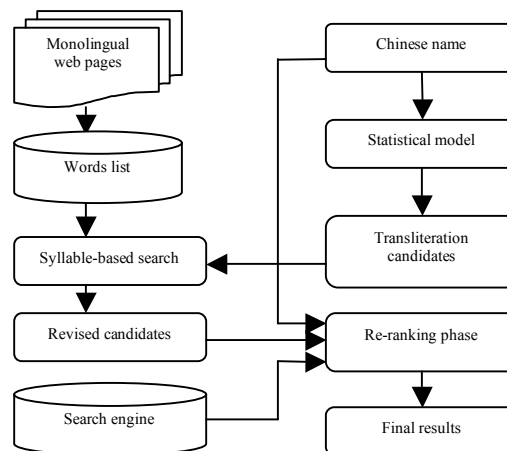 Monolingual
web pages
Chinese name
Statistical model
Words list
Transliteration
candidates
Syllable-based search
Revised candidates
Re-ranking phase
Search engine
Final results